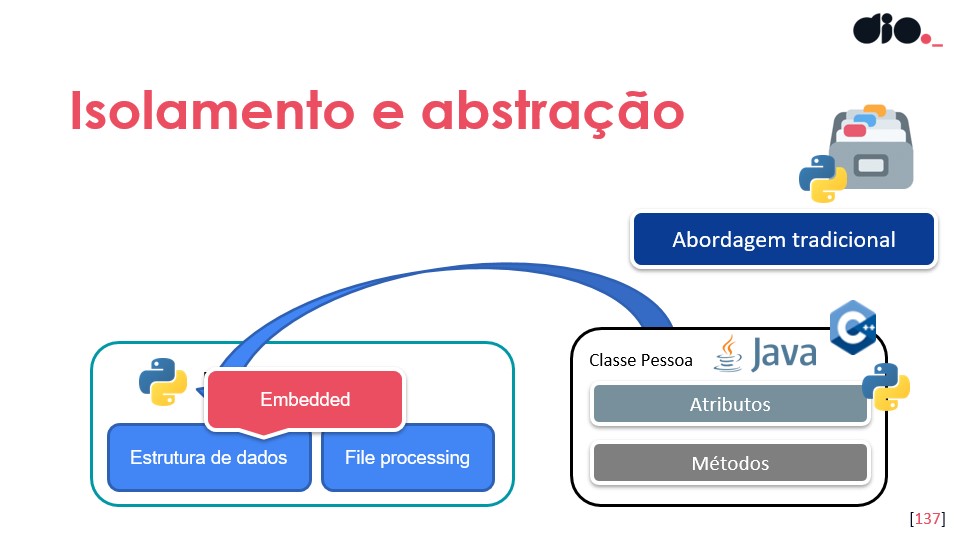 dio._
Isolamento e abstração
Abordagem tradicional
C++
Classe Pessoa
Java
Embedded
Atributos
Estrutura de dados
File processing
Métodos
[137]